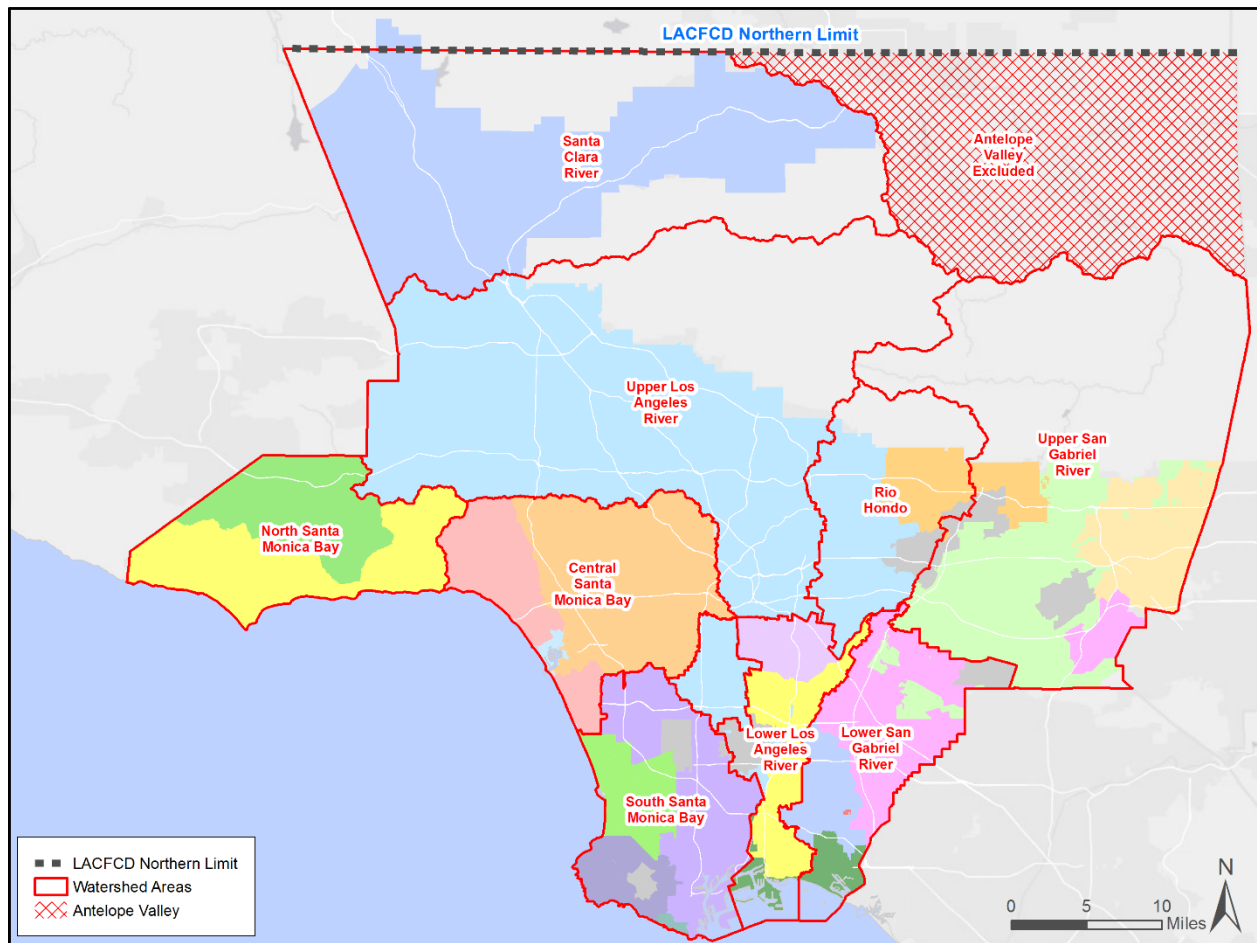 LACFCD Northern Limit
Santa
Clara
River
Antelope
Valley
Excluded
Upper Los
Angeles
River
Upper San
Gabriel
River
Rio
Hondo
North Santa
Monica Bay
Central
Santa
Monica Bay
Lower Los
Angeles
River
Lower San
Gabriel
River
South Santa
Monica Bay
LACFCD Northern Limit
Watershed Areas
Antelope Valley
N
0 5 10
Miles